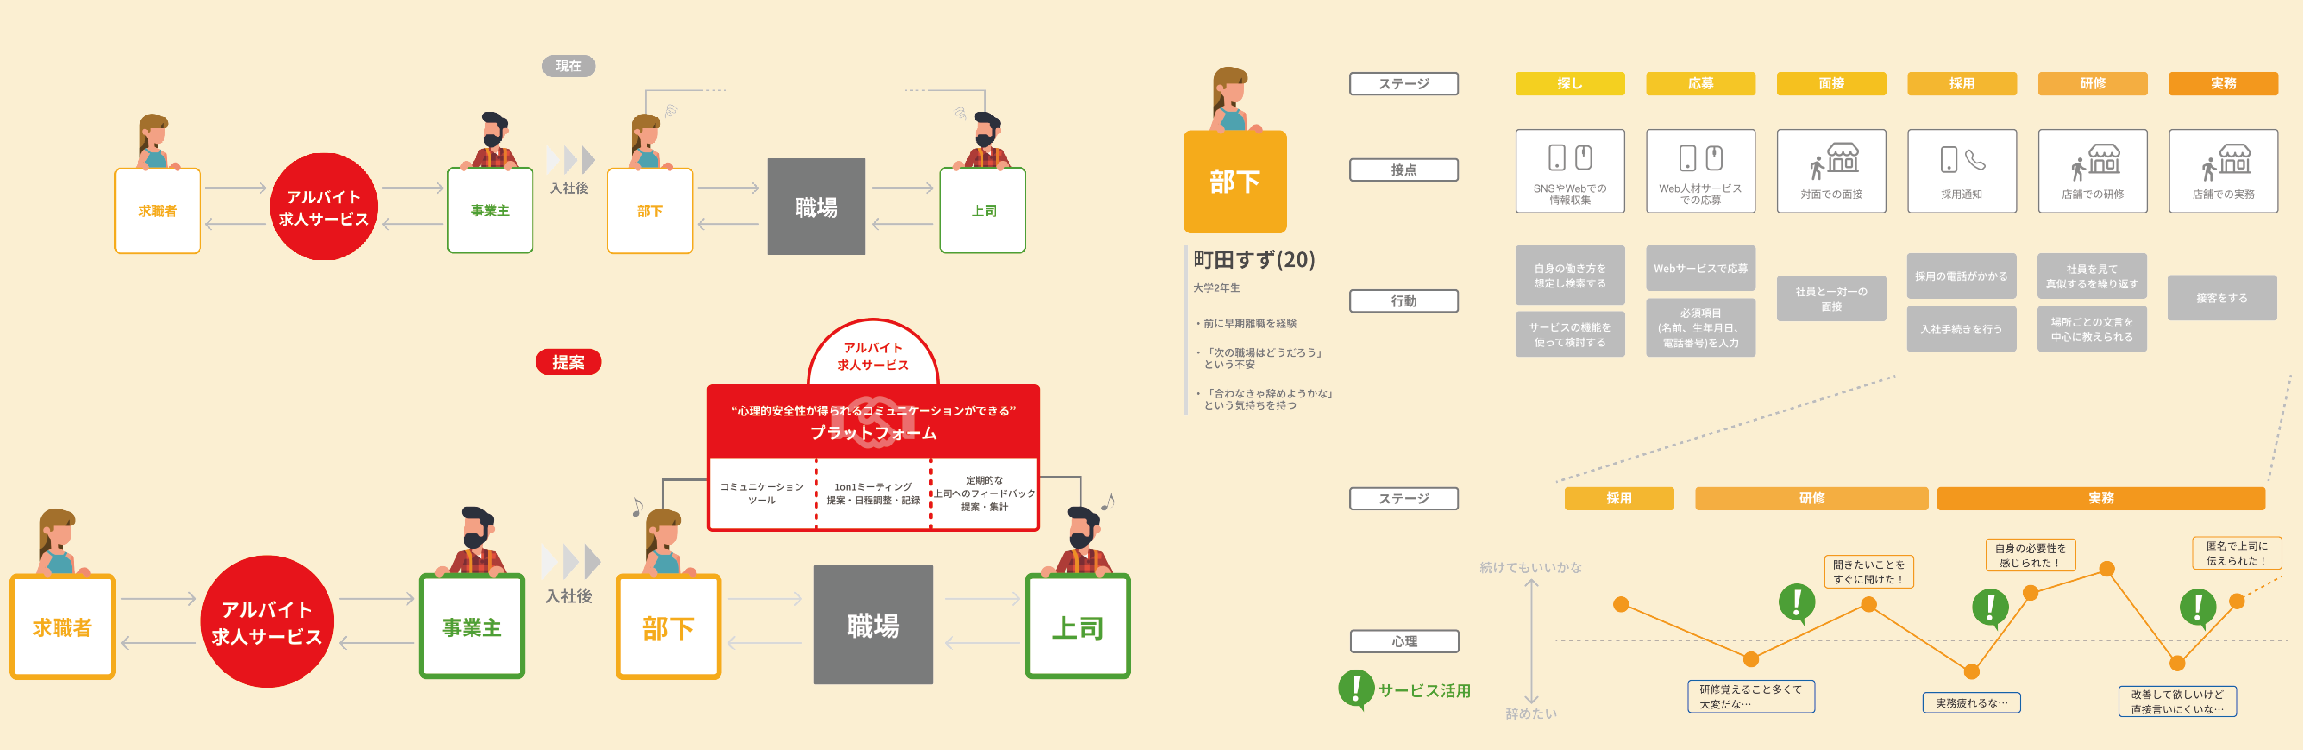 現在
求職者
アルバイト
求人サービス
事業主
入社後
部下
職場
上司
提案
アルバイト
求人サービス
“心理的安全性が得られるコミュニケーションができる”
プラットフォーム
コミュニケーション
ツール
1on1ミーティング
提案・日程調整・記録
定期的な
上司へのフィードバック
提案・集計
求職者
アルバイト
求人サービス
事業主
入社後
部下
職場
上司
部下
町田すず(20)
大学2年生
・前に早期離職を経験
・「次の職場はどうだろう」
という不安
・「合わなきゃ辞めようかな」
という気持ちを持つ
ステージ
探し
応募
面接
採用
研修
実務
接点
SNSやWebでの
情報収集
Web人材サービス
での応募
対面での面接
採用通知
店舗での研修
店舗での実務
行動
自身の働き方を
想定し検索する
サービスの機能を
使って検討する
Webサービスで応募
必須項目
(名前、生年月日、
電話番号)を入力
社員と一対一の
面接
採用の電話がかかる
入社手続きを行う
社員を見て
真似するを繰り返す
場所ごとの文言を
中心に教えられる
接客をする
ステージ
採用
研修
実務
心理
続けてもいいかな
辞めたい
サービス活用
聞きたいことを
すぐに聞けた！
自身の必要性を
感じられた！
匿名で上司に
伝えられた！
研修覚えること多くて
大変だな…
実務疲れるな…
改善して欲しいけど
直接言いにくいな…